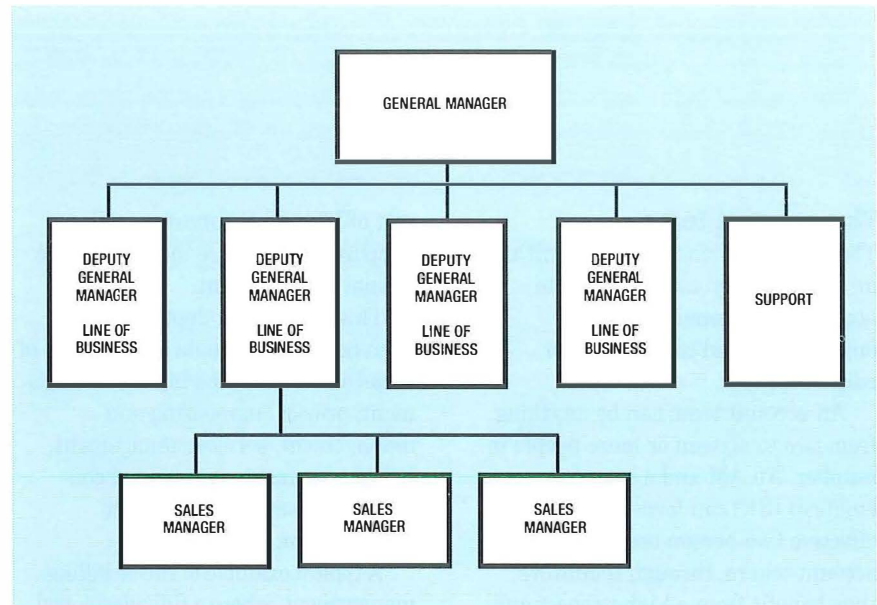 GENERAL MANAGER
DEPUTY
GENERAL
MANAGER
LINE OF
BUSINESS
DEPUTY
GENERAL
MANAGER
LINE OF
BUSINESS
DEPUTY
GENERAL
MANAGER
LINE OF
BUSINESS
DEPUTY
GENERAL
MANAGER
LINE OF
BUSINESS
SUPPORT
SALES
MANAGER
SALES
MANAGER
SALES
MANAGER